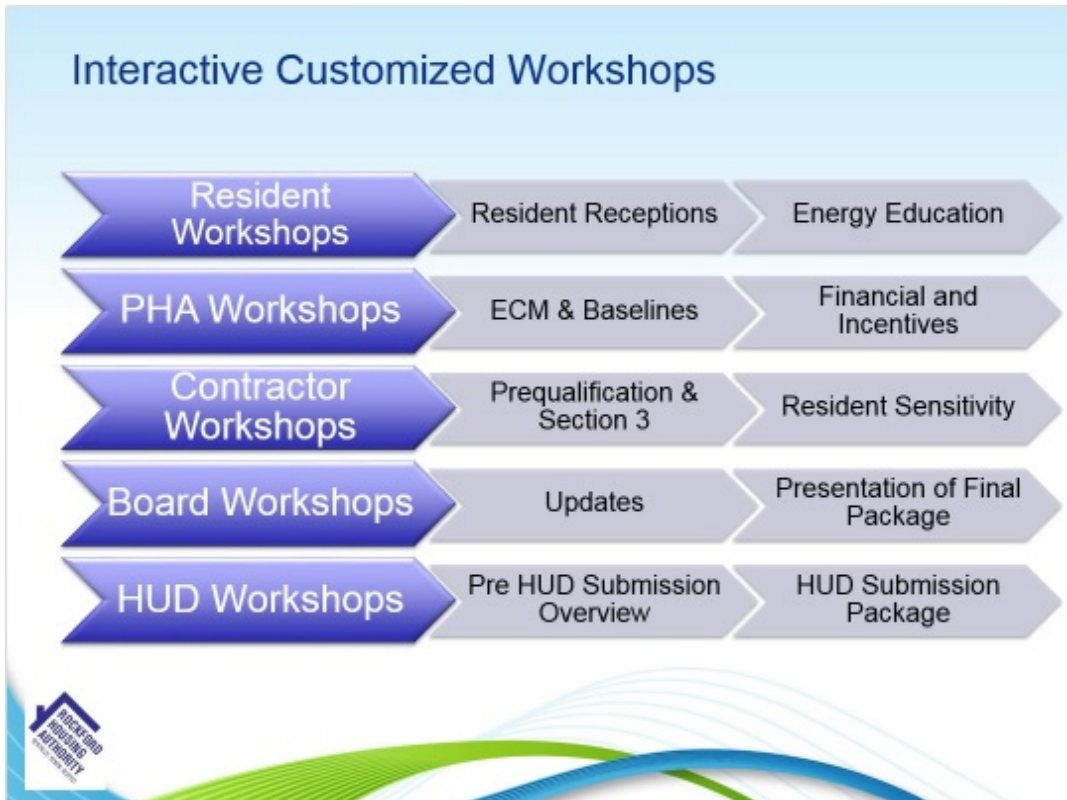 Interactive Customized Workshops
Resident
Workshops
Resident Receptions
Energy Education
PHA Workshops
ECM & Baselines
Financial and
Incentives
Contractor
Workshops
Prequalification &
Section 3
Resident Sensitivity
Board Workshops
Updates
Presentation of Final
Package
HUD Workshops
Pre HUD Submission
Overview
HUD Submission
Package
ROCKFORD
HOUSING
AUTHORITY